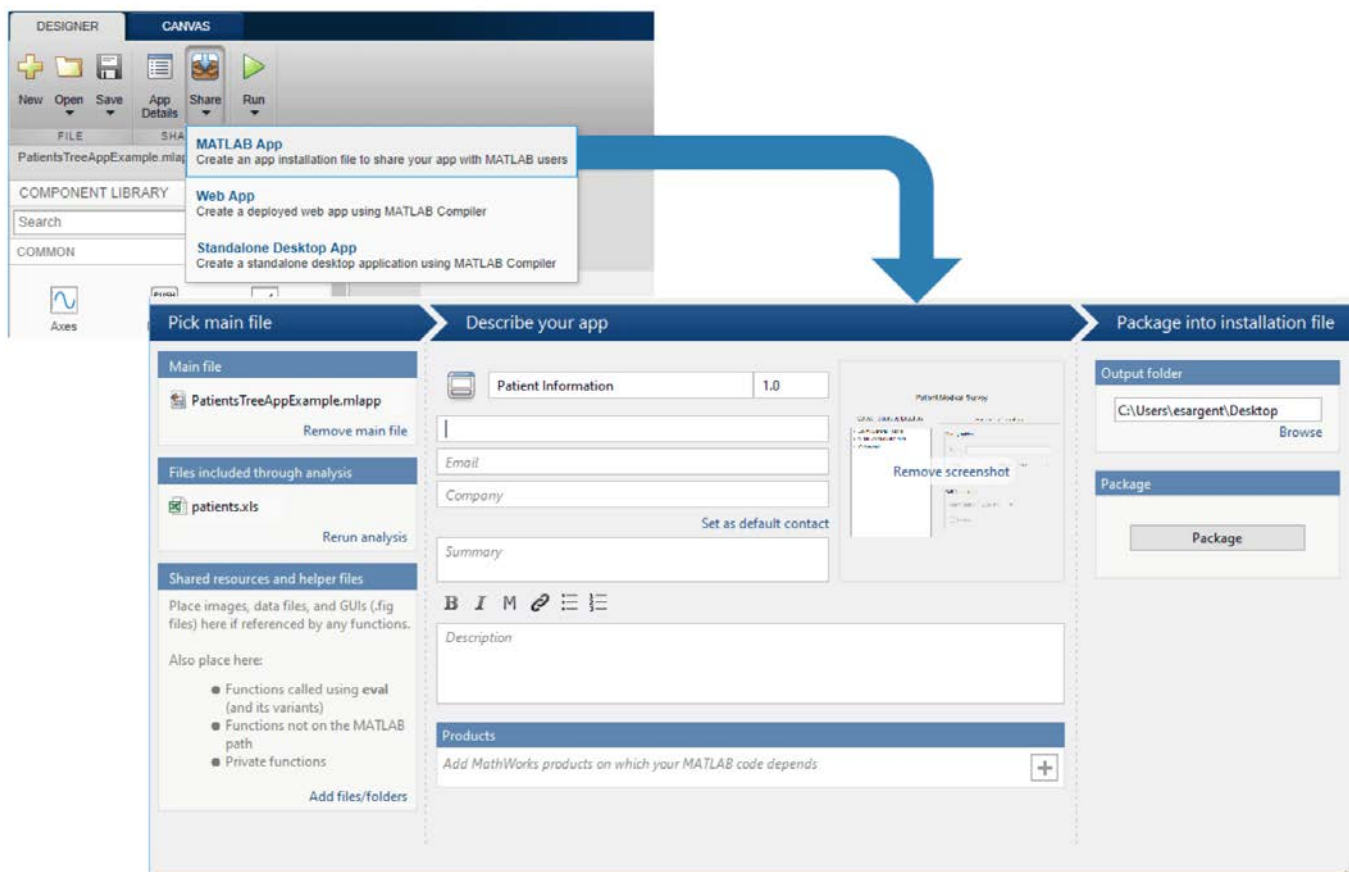 DESIGNER
CANVAS
New
Open
Save
App
Details
Share
Run
FILE
SHA
MATLAB App
Create an app installation file to share your app with MATLAB users
Web App
Create a deployed web app using MATLAB Compiler
Standalone Desktop App
Create a standalone desktop application using MATLAB Compiler
PatientsTreeAppExample.mlap
COMPONENT LIBRARY
Search
COMMON
PUSH
Axes
Pick main file
Describe your app
Package into installation file
Main file
PatientsTreeAppExample.mlapp
Remove main file
Files included through analysis
patients.xls
Rerun analysis
Shared resources and helper files
Place images, data files, and GUIs (.fig
files) here if referenced by any functions.
Also place here:
Functions called using eval
(and its variants)
Functions not on the MATLAB
path
Private functions
Add files/folders
Patient Information
1.0
Email
Company
Set as default contact
Summary
B I M
Description
Products
Add MathWorks products on which your MATLAB code depends
Patient Medical Survey
Remove screenshot
Output folder
C:\Users\esargent\Desktop
Browse
Package
Package